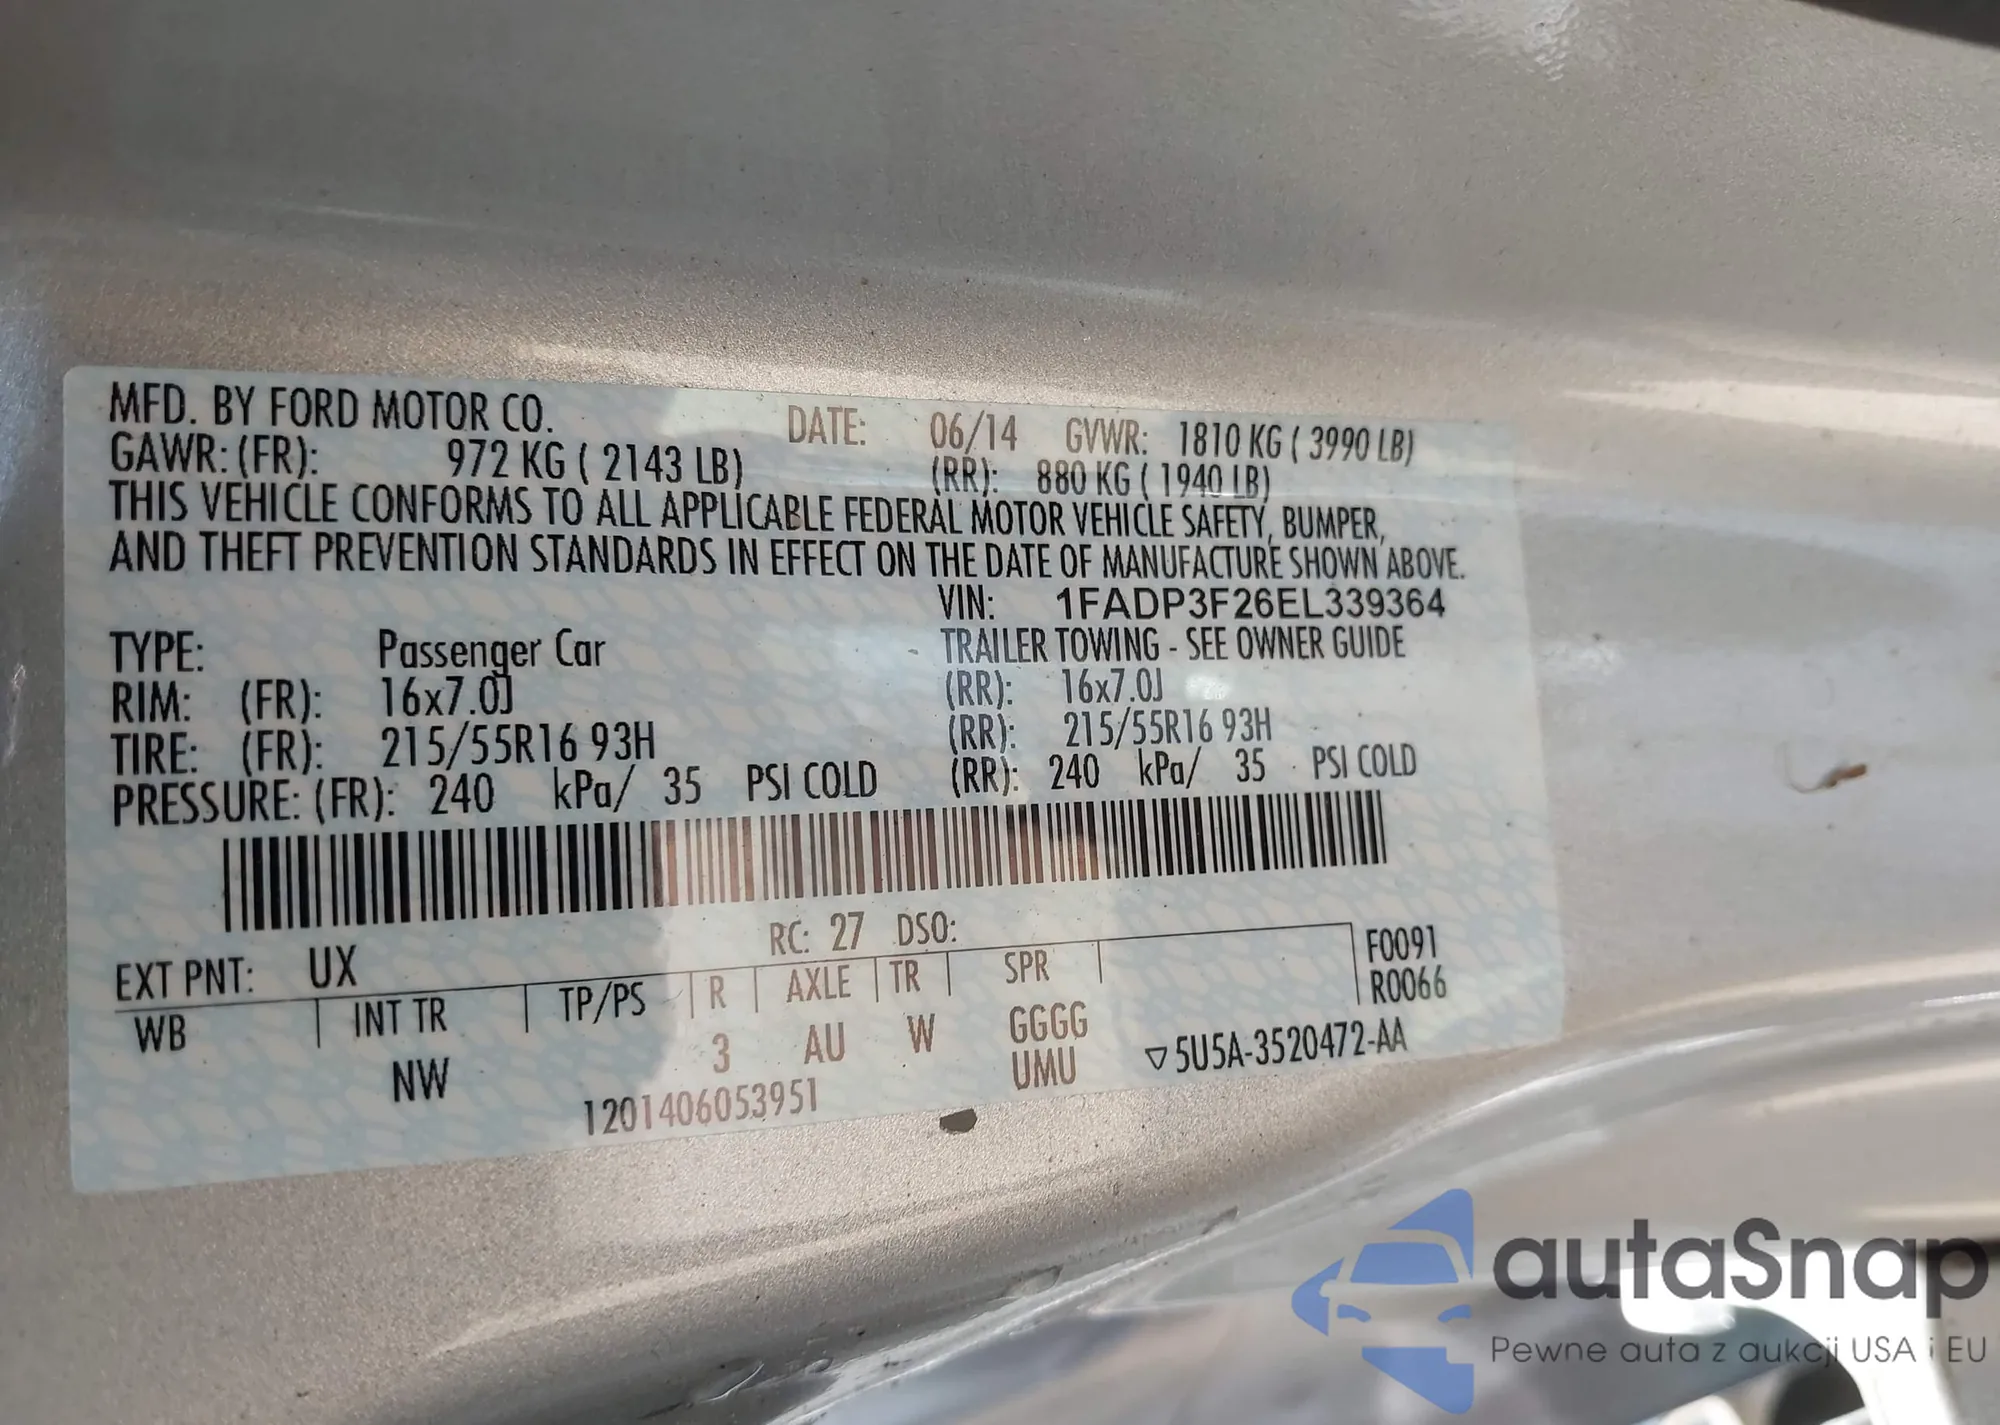 MFD. BY FORD MOTOR CO. DATE: 06/14 GVWR: 1810 KG ( 3990 LB)
GAWR: (FR): 972 KG ( 2143 LB) (RR): 880 KG ( 1940 LB)
THIS VEHICLE CONFORMS TO ALL APPLICABLE FEDERAL MOTOR VEHICLE SAFETY, BUMPER,
AND THEFT PREVENTION STANDARDS IN EFFECT ON THE DATE OF MANUFACTURE SHOWN ABOVE.
VIN: 1FADP3F26EL339364
TYPE: Passenger Car TRAILER TOWING - SEE OWNER GUIDE
RIM: (FR): 16x7.0J (RR): 16x7.0J
TIRE: (FR): 215/55R16 93H (RR): 215/55R16 93H
PRESSURE: (FR): 240 kPa/ 35 PSI COLD (RR): 240 kPa/ 35 PSI COLD
EXT PNT: UX RC: 27 DSO: F0091
WB INT TR TP/PS R AXLE TR SPR R0066
NW 3 AU W GGGG
UMU ▽5U5A-3520472-AA
1201406053951
autaSnap
Pewne auta z aukcji USA i EU